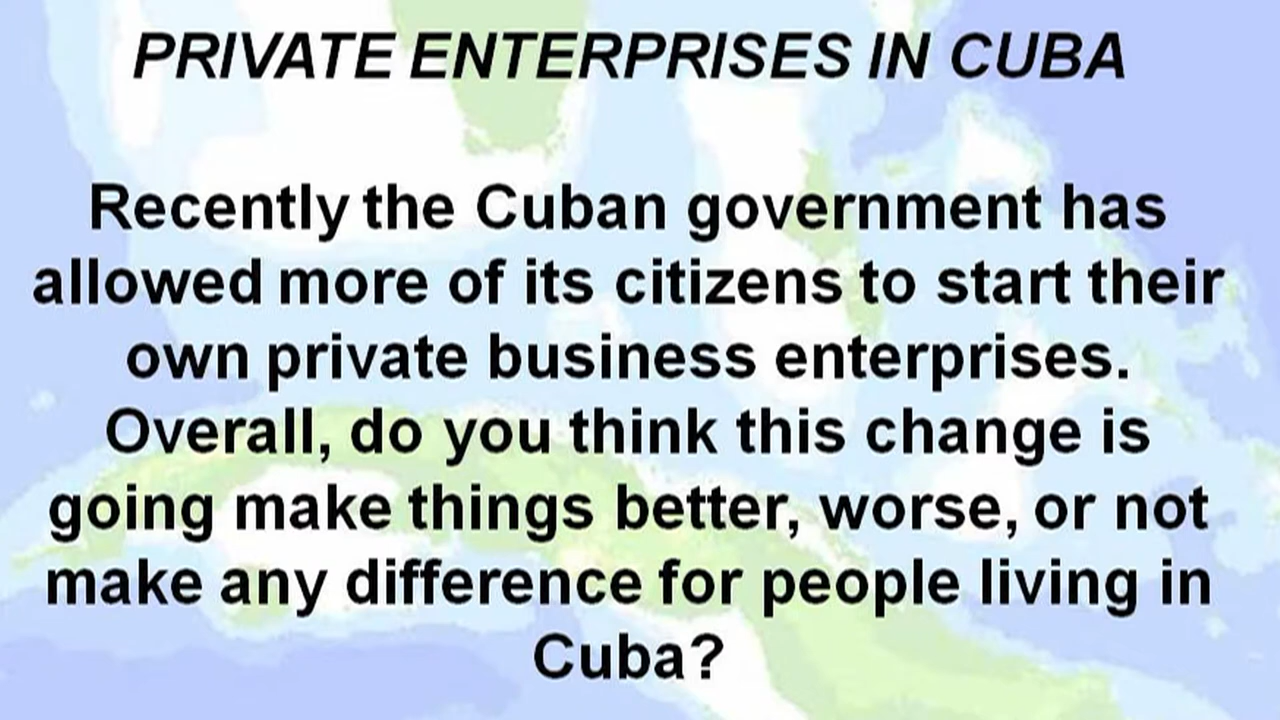 PRIVATE ENTERPRISES IN CUBA
Recently the Cuban government has
allowed more of its citizens to start their
own private business enterprises.
Overall, do you think this change is
going make things better, worse, or not
make any difference for people living in
Cuba?